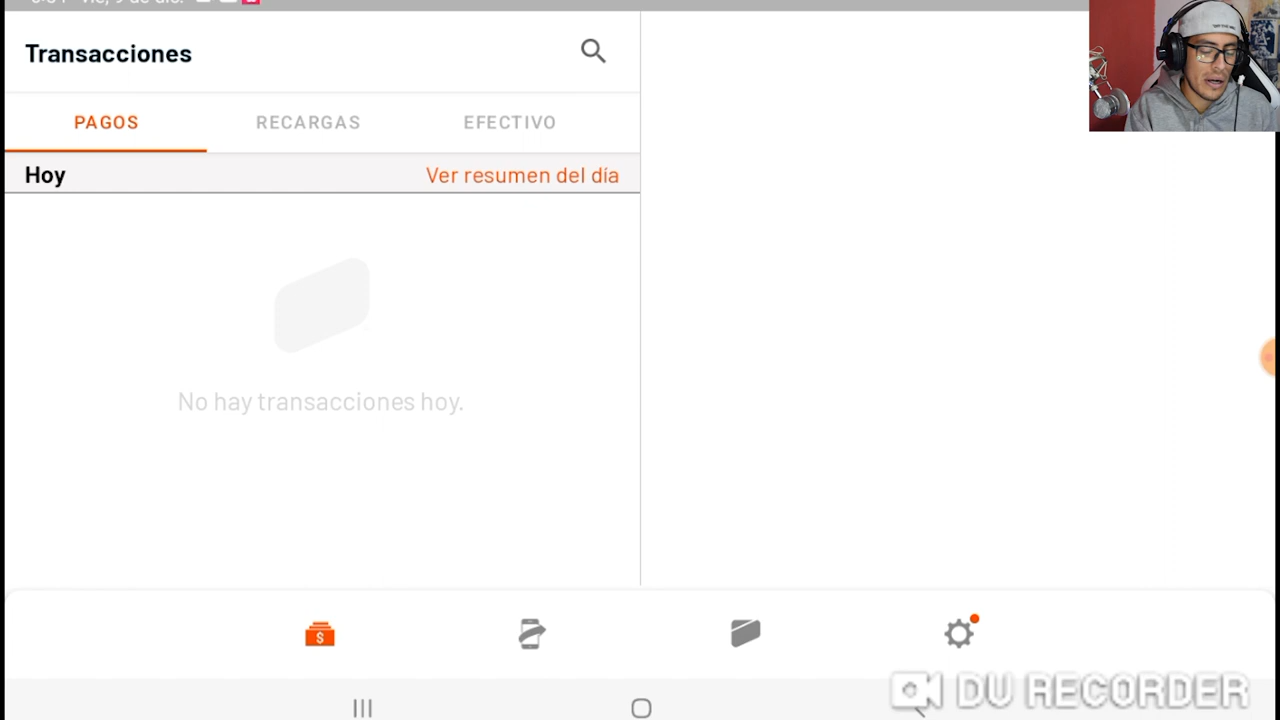 Transacciones
PAGOS RECARGAS EFECTIVO
Hoy Ver resumen del día
No hay transacciones hoy.
$
DU RECORDER